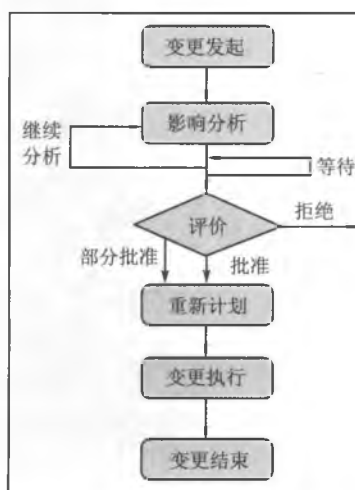 变更发起
影响分析
继续
分析
等待
评价
拒绝
部分批准
批准
重新计划
变更执行
变更结束